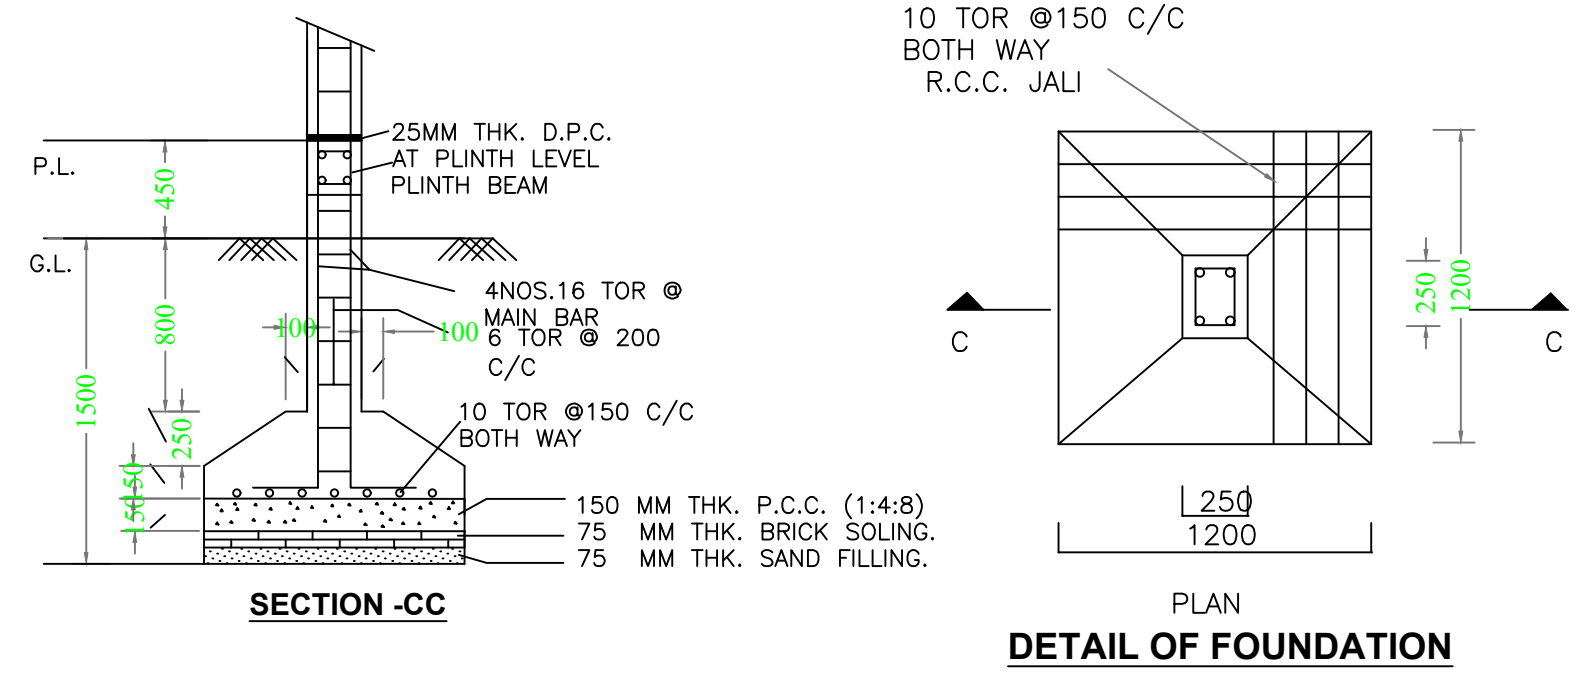 25MM THK. D.P.C.
AT PLINTH LEVEL
PLINTH BEAM
P.L.
450
G.L.
4NOS.16 TOR @
MAIN BAR
100
100
6 TOR @ 200
C/C
800
1500
10 TOR @150 C/C
BOTH WAY
250
150
150
150 MM THK. P.C.C. (1:4:8)
75 MM THK. BRICK SOLING.
75 MM THK. SAND FILLING.
SECTION -CC
10 TOR @150 C/C
BOTH WAY
R.C.C. JALI
250
1200
C
C
250
1200
PLAN
DETAIL OF FOUNDATION